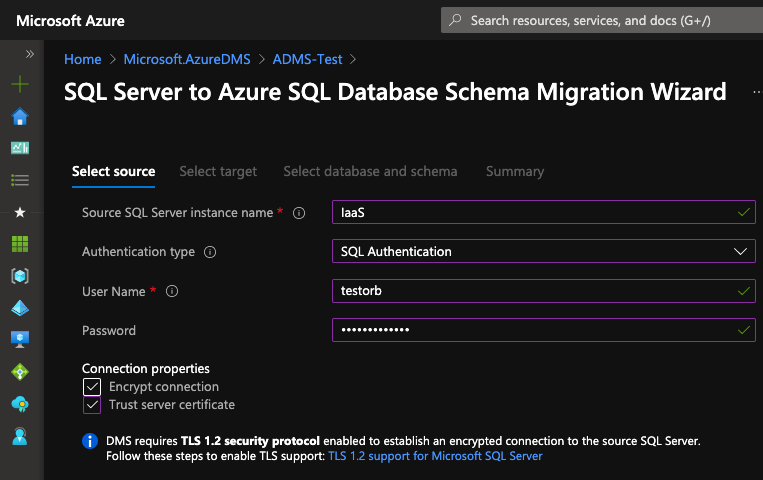 Microsoft Azure
Search resources, services, and docs (G+/)
Home > Microsoft.AzureDMS > ADMS-Test >
SQL Server to Azure SQL Database Schema Migration Wizard ...
Select source Select target Select database and schema Summary
Source SQL Server instance name * IaaS
Authentication type SQL Authentication
User Name * testorb
Password •••••••••••••
Connection properties
Encrypt connection
Trust server certificate
DMS requires TLS 1.2 security protocol enabled to establish an encrypted connection to the source SQL Server.
Follow these steps to enable TLS support: TLS 1.2 support for Microsoft SQL Server